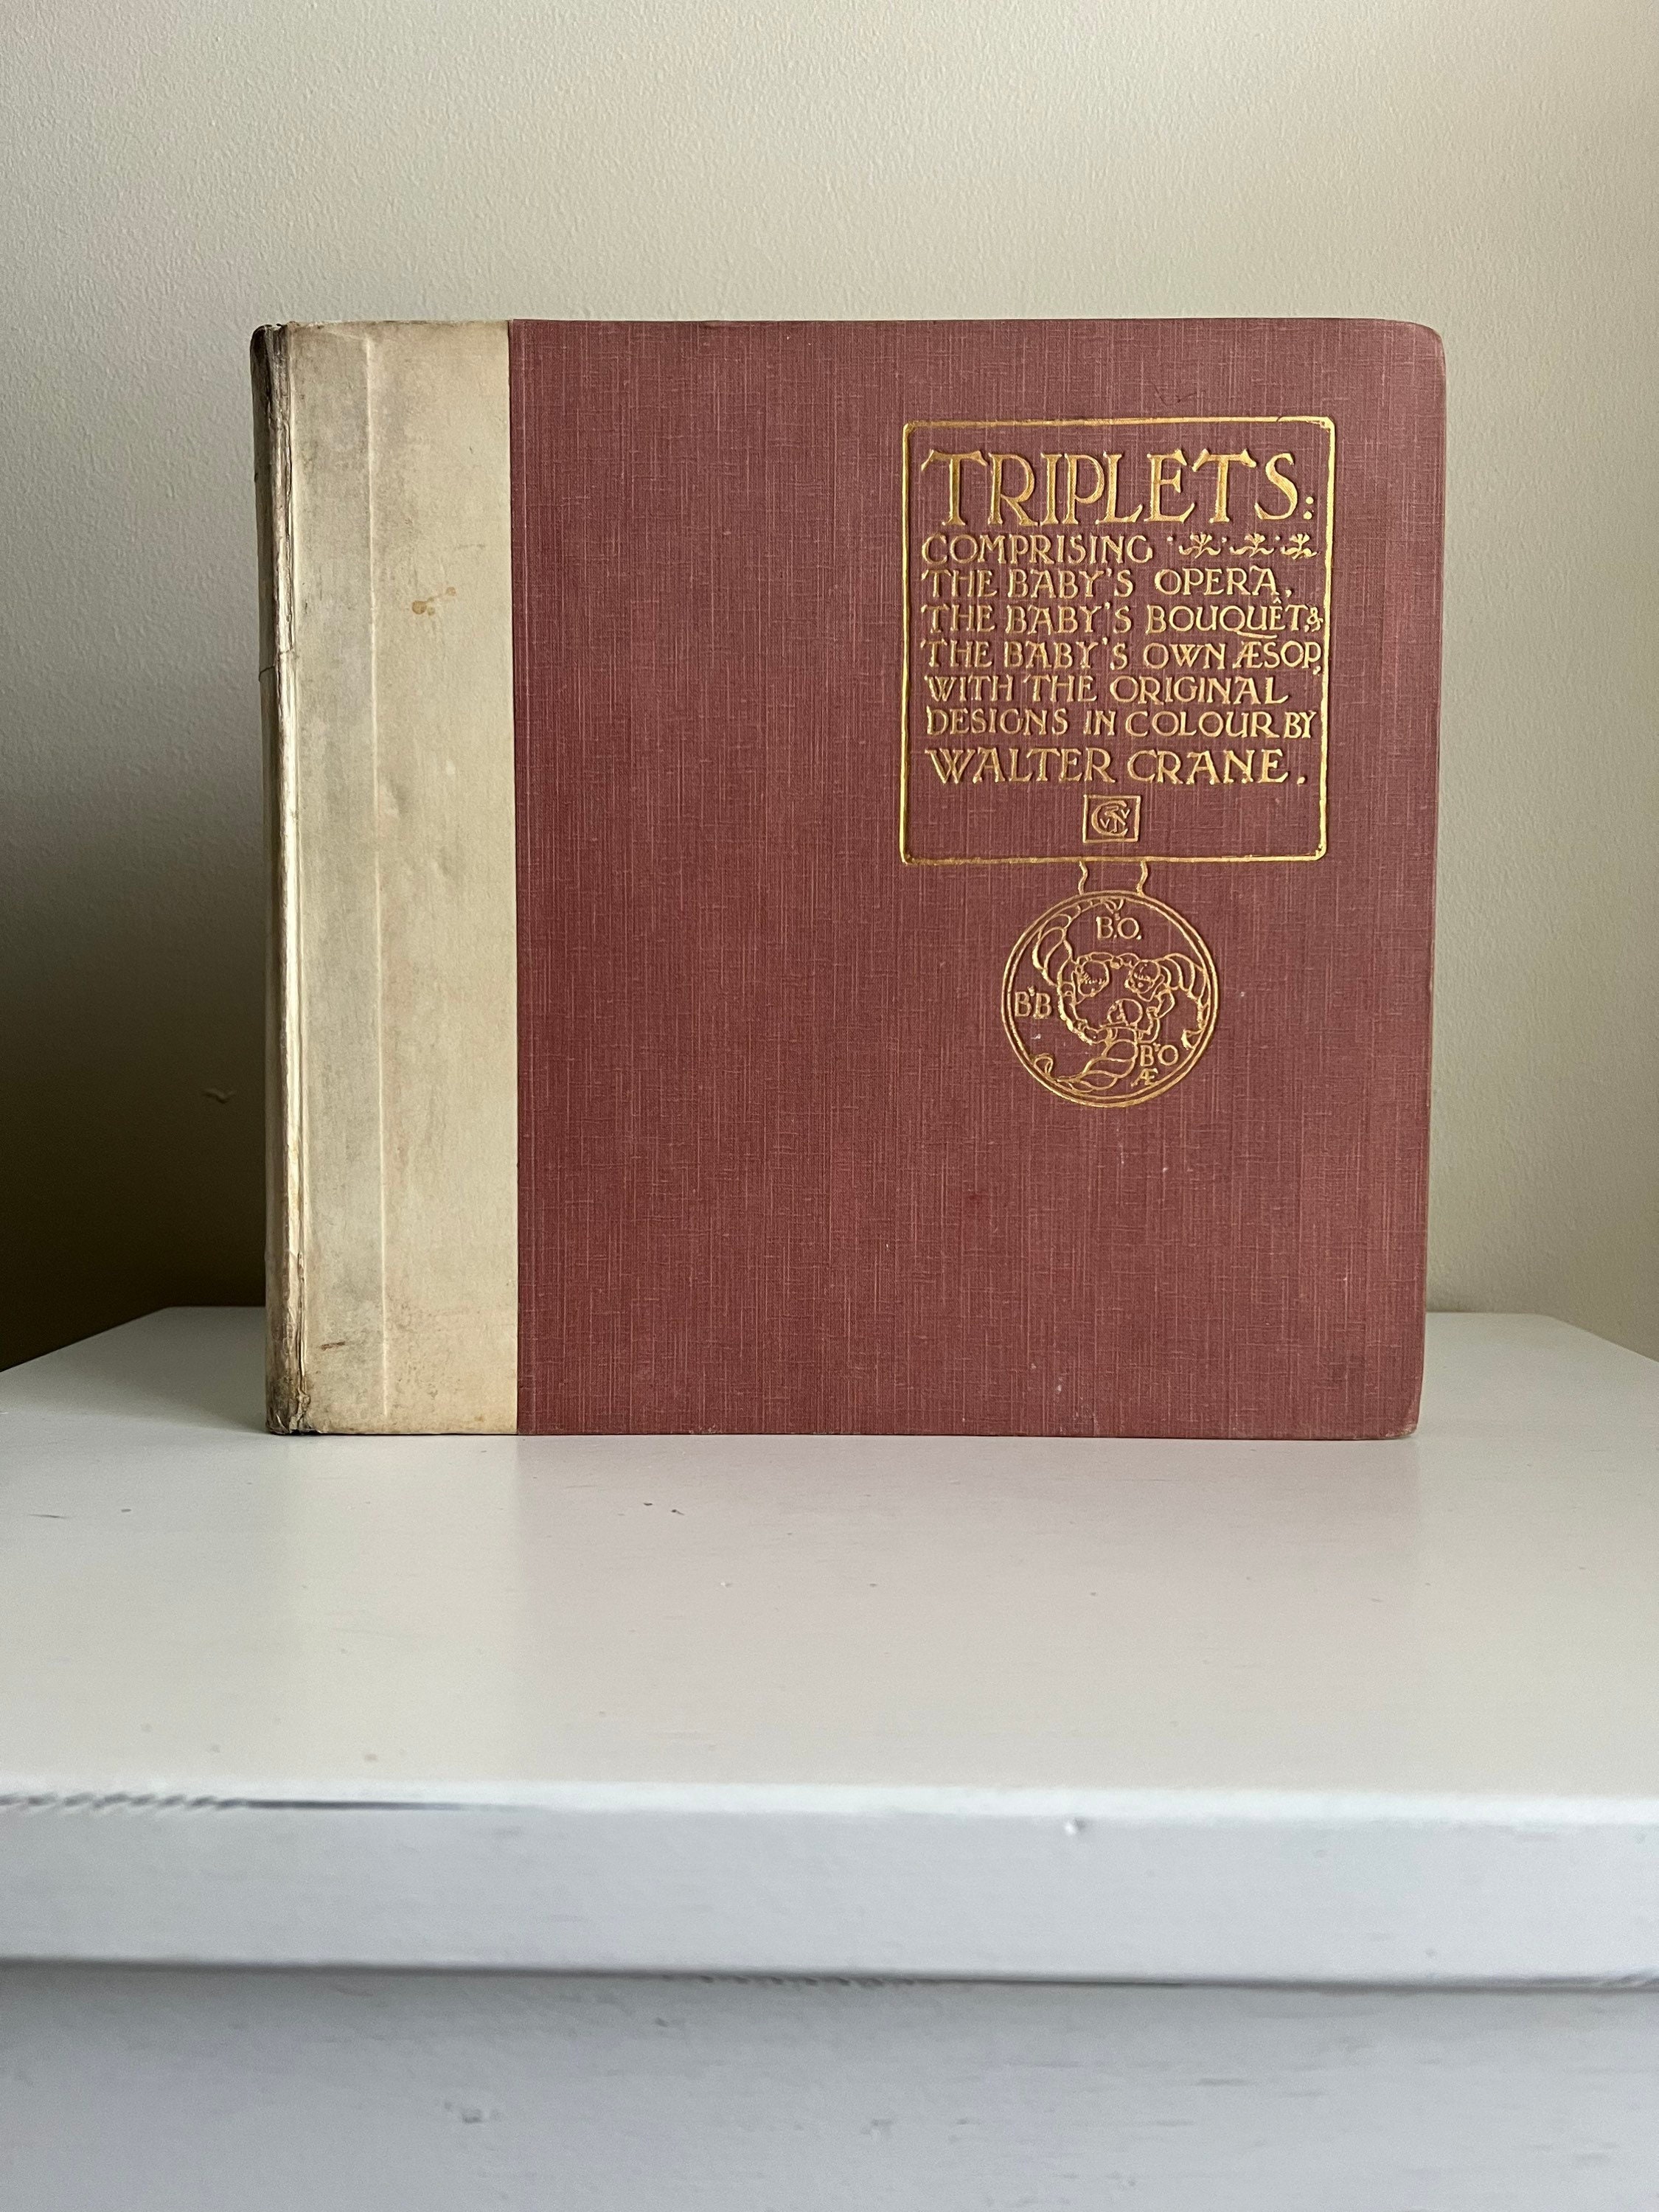 TRIPLETS:
COMPRISING
THE BABY'S OPERA,
THE BABY'S BOUQUÊT, &
THE BABY'S OWN ÆSOP,
WITH THE ORIGINAL
DESIGNS IN COLOUR BY
WALTER CRANE.
B.O.
B'B
B'O
Æ